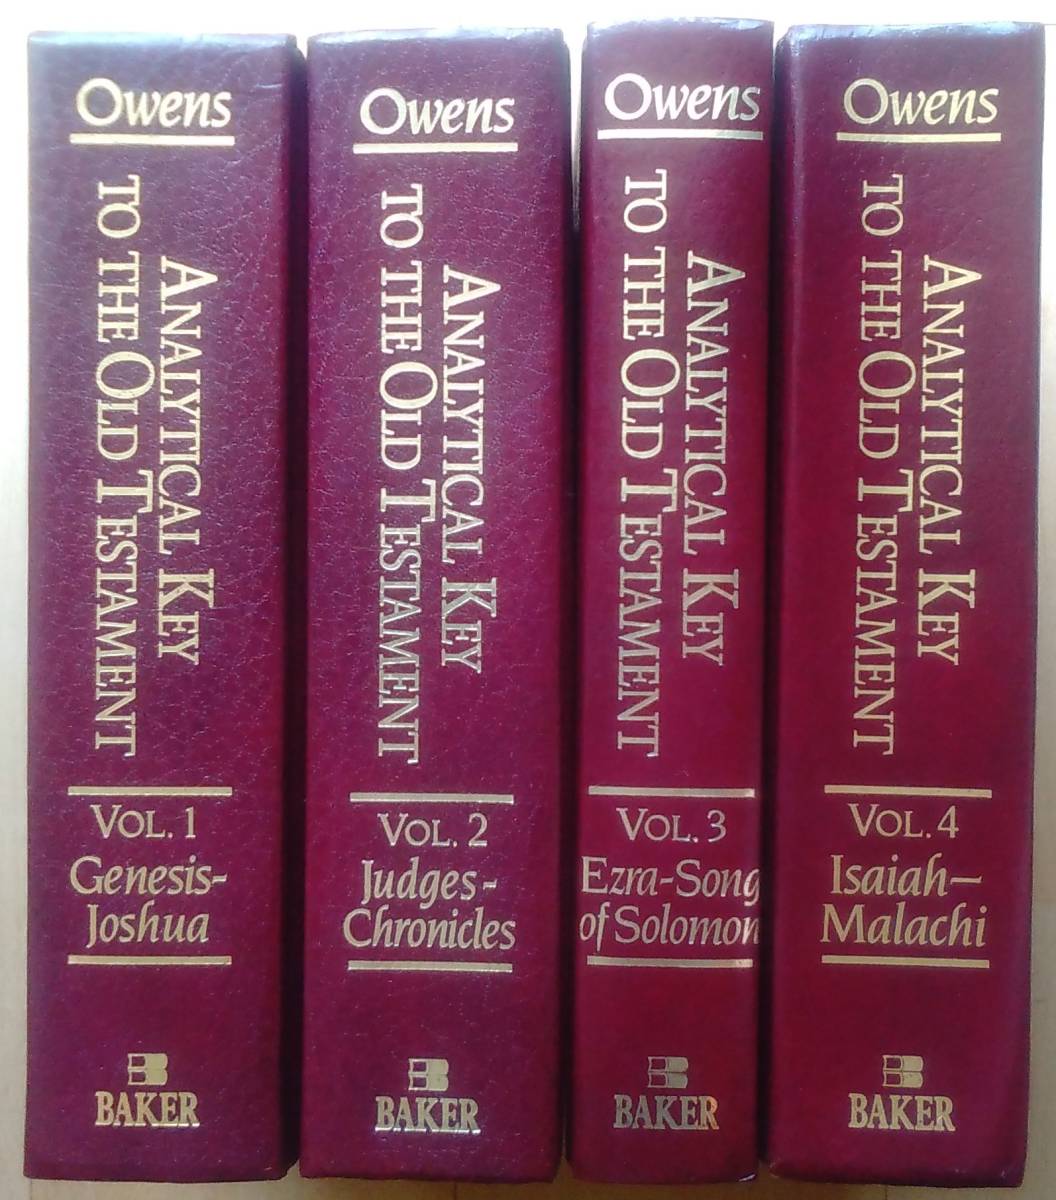 Owens
ANALYTICAL KEY
TO THE OLD TESTAMENT
VOL. 1
Genesis-
Joshua
BAKER
Owens
ANALYTICAL KEY
TO THE OLD TESTAMENT
VOL. 2
Judges-
Chronicles
BAKER
Owens
ANALYTICAL KEY
TO THE OLD TESTAMENT
VOL. 3
Ezra-Song
of Solomon
BAKER
Owens
ANALYTICAL KEY
TO THE OLD TESTAMENT
VOL. 4
Isaiah–
Malachi
BAKER